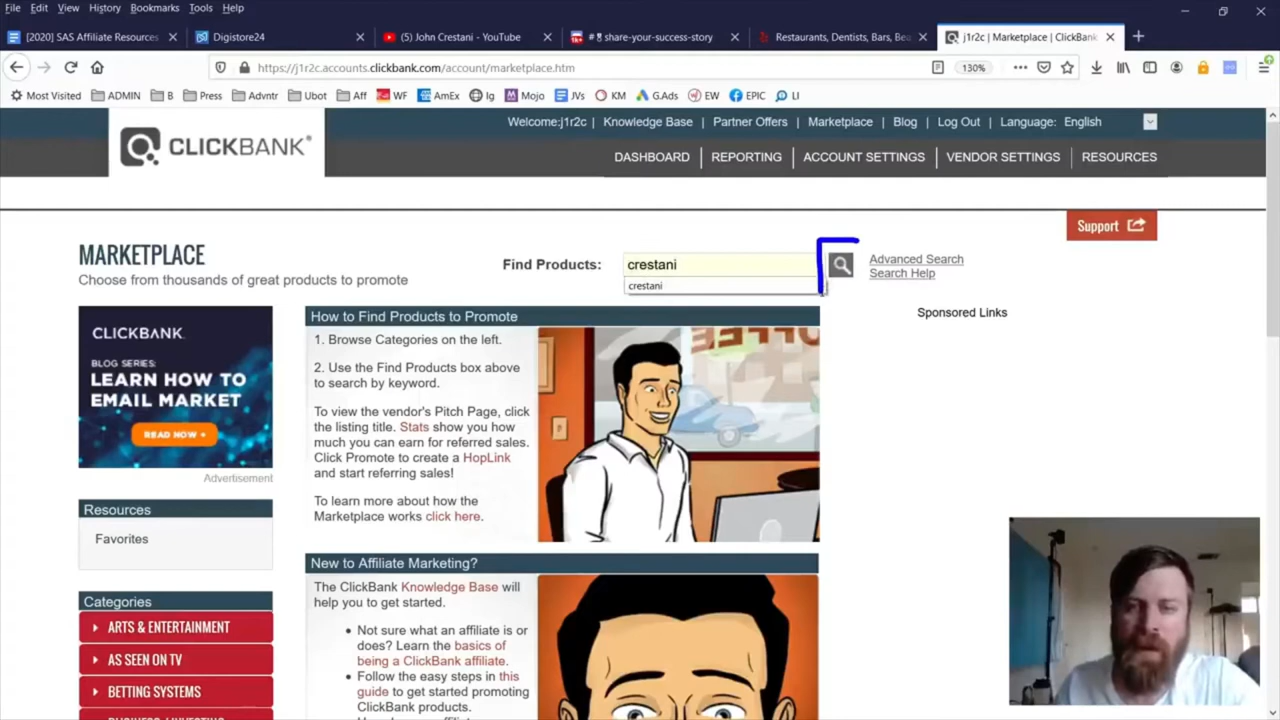 File Edit View History Bookmarks Tools Help
[2020] SAS Affiliate Resources
Digistore24
(5) John Crestani - YouTube
share-your-success-story
Restaurants, Dentists, Bars, Bea
j1r2c | Marketplace | ClickBank
https://j1r2c.accounts.clickbank.com/account/marketplace.htm
130%
Most Visited ADMIN B Press Advntr Ubot Aff WF AmEx Ig Mojo JVs KM G.Ads EW EPIC LI
Welcome:j1r2c | Knowledge Base | Partner Offers | Marketplace | Blog | Log Out | Language: English
CLICKBANK®
DASHBOARD | REPORTING | ACCOUNT SETTINGS | VENDOR SETTINGS | RESOURCES
Support
MARKETPLACE
Choose from thousands of great products to promote
Find Products:
crestani
crestani
Advanced Search
Search Help
Sponsored Links
CLICKBANK
BLOG SERIES:
LEARN HOW TO
EMAIL MARKET
READ NOW
Advertisement
Resources
Favorites
Categories
ARTS & ENTERTAINMENT
AS SEEN ON TV
BETTING SYSTEMS
How to Find Products to Promote
1. Browse Categories on the left.
2. Use the Find Products box above
to search by keyword.
To view the vendor's Pitch Page, click
the listing title. Stats show you how
much you can earn for referred sales.
Click Promote to create a HopLink
and start referring sales!
To learn more about how the
Marketplace works click here.
COFFEE
New to Affiliate Marketing?
The ClickBank Knowledge Base will
help you to get started.
Not sure what an affiliate is or
does? Learn the basics of
being a ClickBank affiliate.
Follow the easy steps in this
guide to get started promoting
ClickBank products.